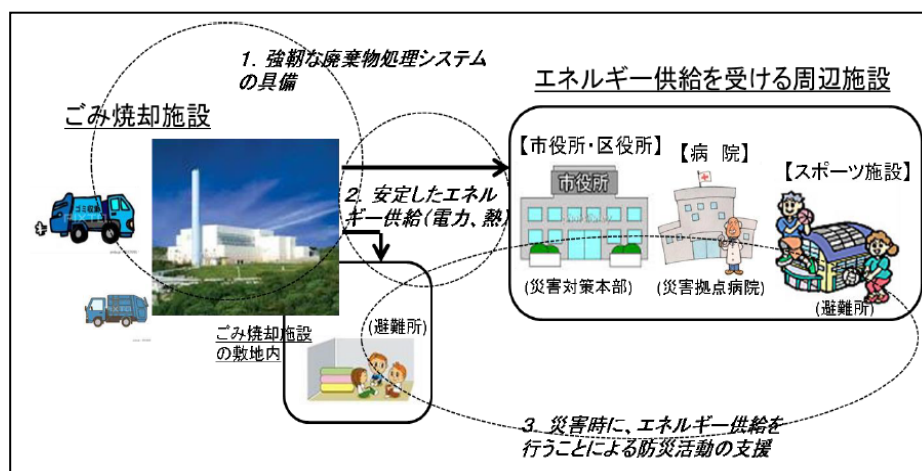 1. 強靭な廃棄物処理システム
の具備
エネルギー供給を受ける周辺施設
ごみ焼却施設
【市役所・区役所】
【病 院】
【スポーツ施設】
市役所
ゴミ収集
2. 安定したエネル
ギー供給(電力、熱)
(災害対策本部)
(災害拠点病院)
(避難所)
ごみ焼却施設
の敷地内
(避難所)
3. 災害時に、エネルギー供給を
行うことによる防災活動の支援